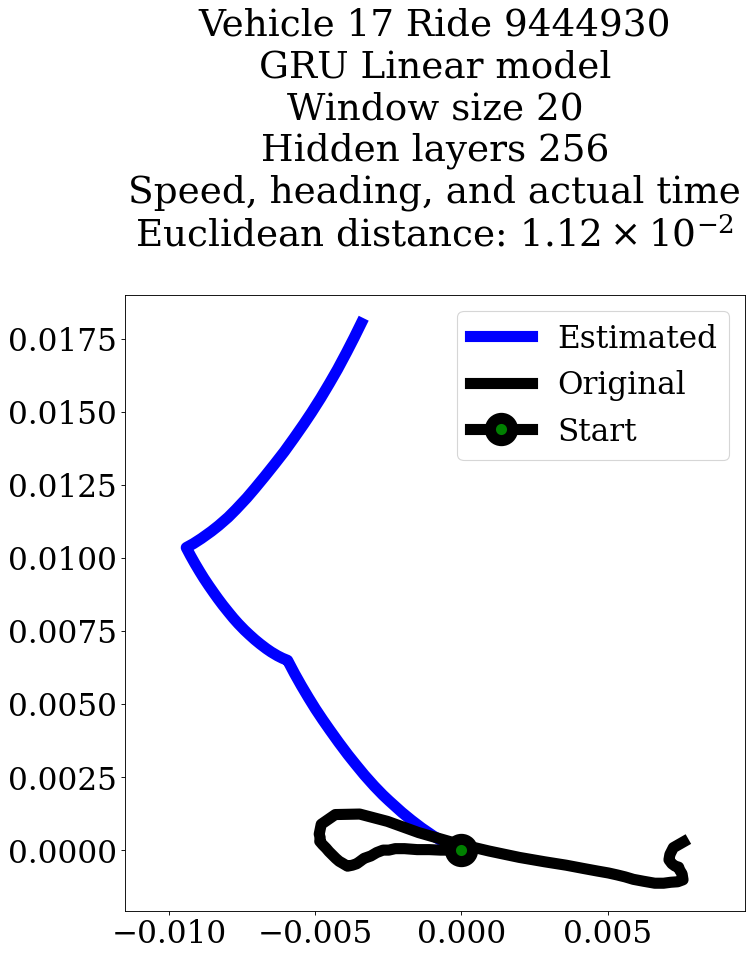 Vehicle 17 Ride 9444930
GRU Linear model
Window size 20
Hidden layers 256
Speed, heading, and actual time
Euclidean distance: 1.12 × 10⁻²
Estimated
Original
Start
0.0175
0.0150
0.0125
0.0100
0.0075
0.0050
0.0025
0.0000
−0.010 −0.005 0.000 0.005